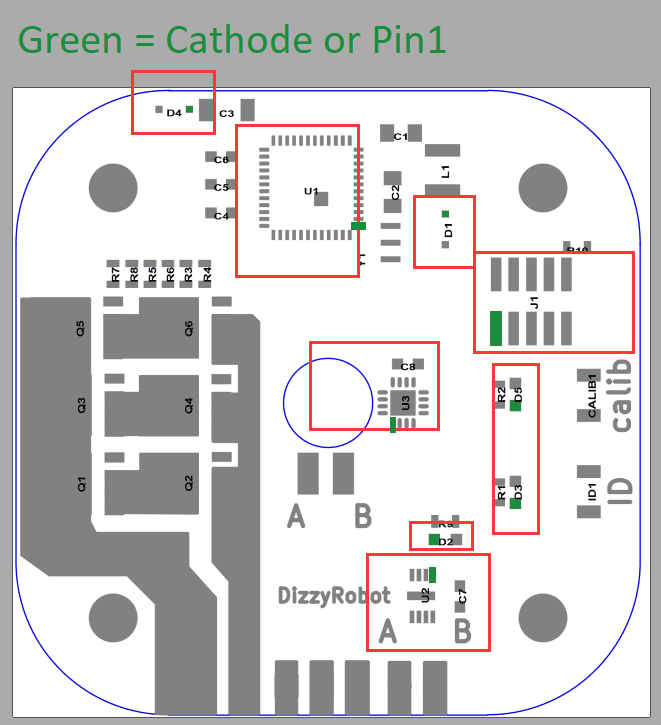 Green = Cathode or Pin1
D4
C3
C1
C6
C5
C4
U1
L1
C2
D1
Y1
R10
J1
R7
R8
R5
R6
R3
R4
Q5
Q6
C8
U3
R2
D5
CALIB1
calib
Q3
Q4
Q1
Q2
R1
D3
ID1
ID
A
B
D2
DizzyRobot
U2
C7
A
B